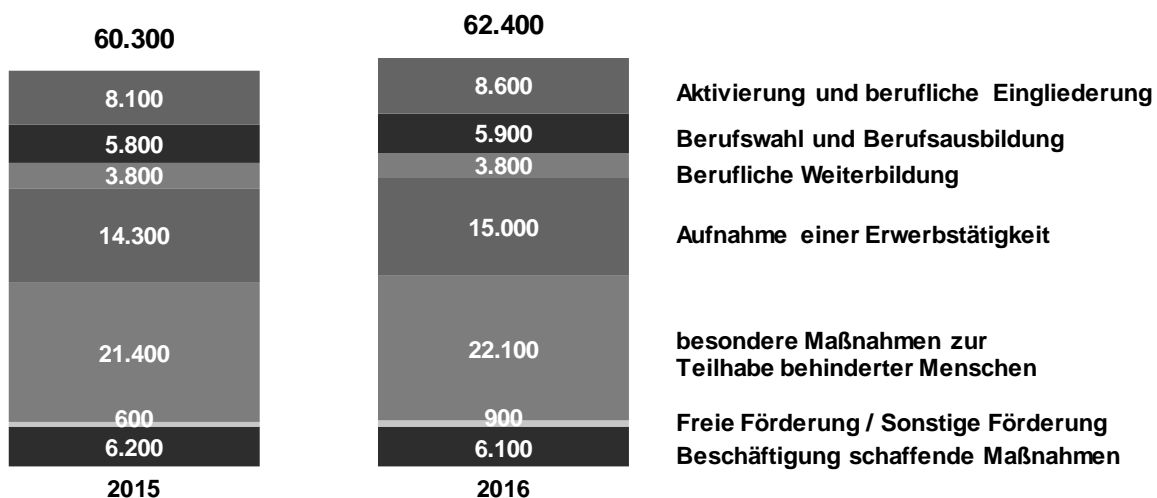 60.300
62.400
8.100
8.600
Aktivierung und berufliche Eingliederung
5.800
5.900
Berufswahl und Berufsausbildung
3.800
3.800
Berufliche Weiterbildung
14.300
15.000
Aufnahme einer Erwerbstätigkeit
21.400
22.100
besondere Maßnahmen zur
Teilhabe behinderter Menschen
600
900
Freie Förderung / Sonstige Förderung
6.200
6.100
Beschäftigung schaffende Maßnahmen
2015
2016